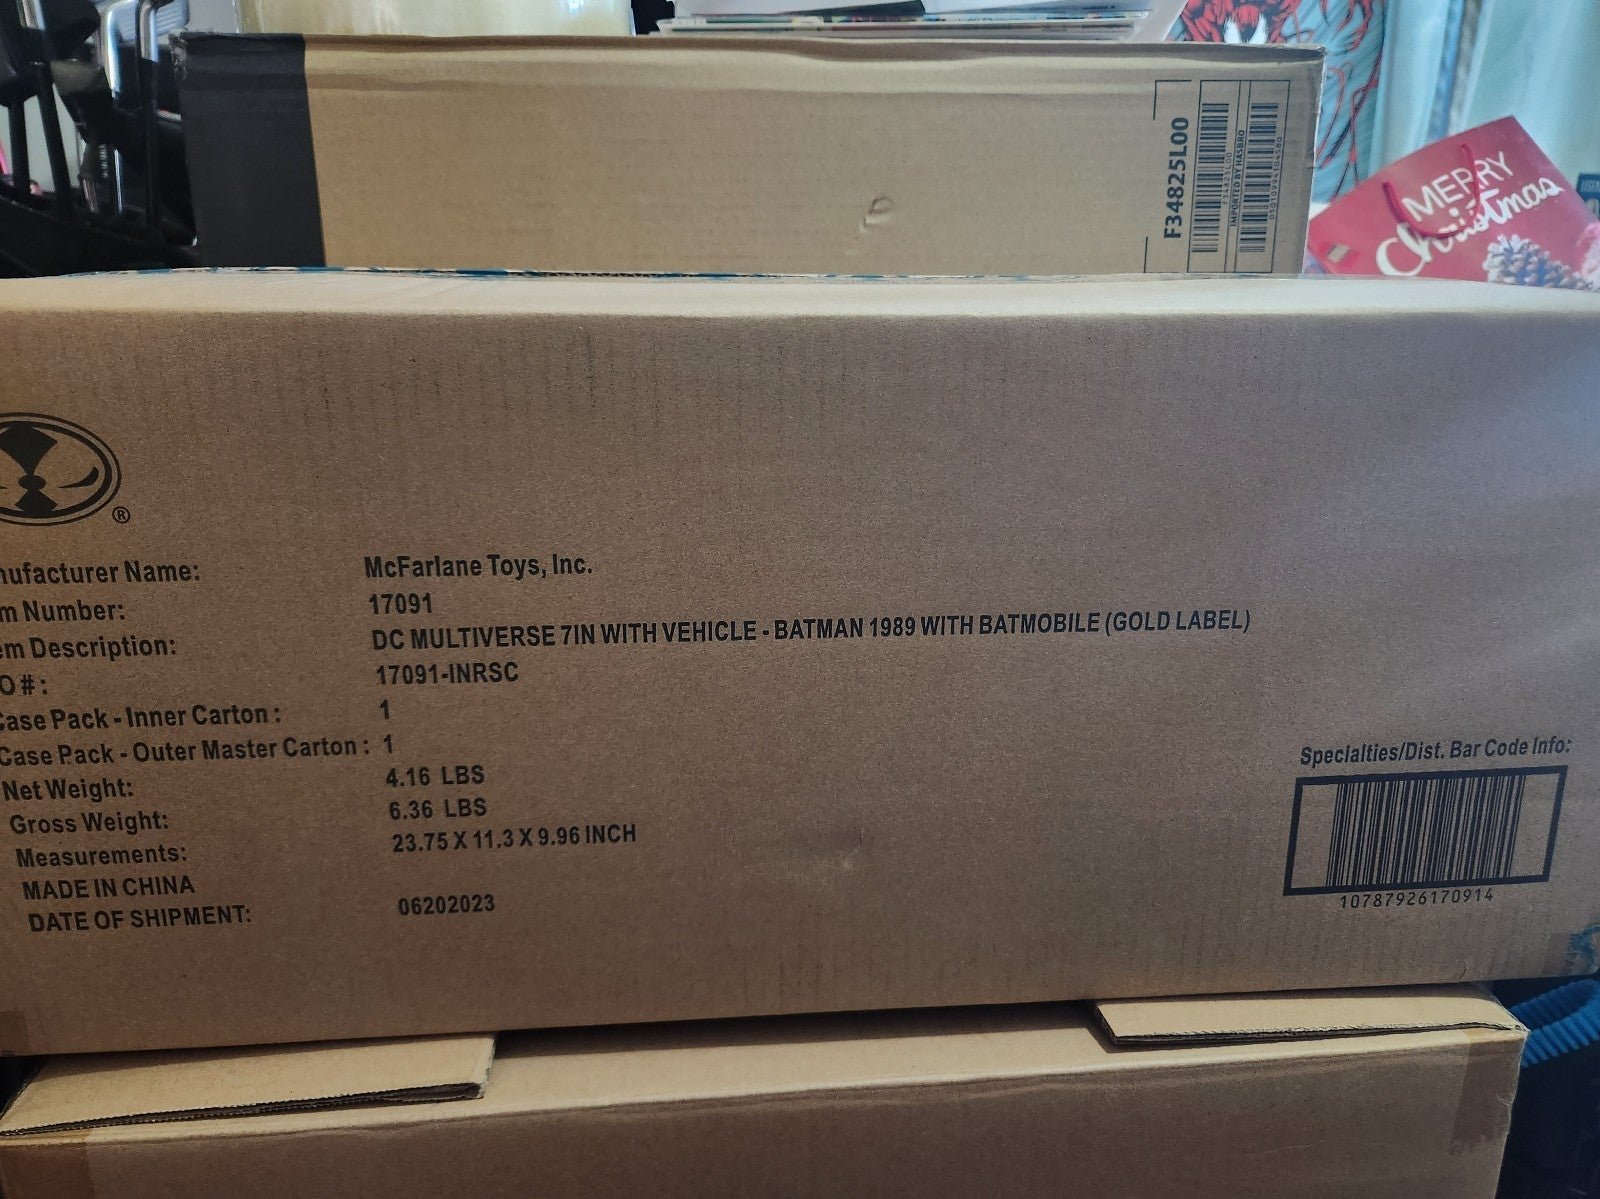 F34825L00
F34825L00
IMPORTED BY HASBRO
MERRY
Christmas
®
nufacturer Name: McFarlane Toys, Inc.
m Number: 17091
em Description: DC MULTIVERSE 7IN WITH VEHICLE - BATMAN 1989 WITH BATMOBILE (GOLD LABEL)
O #: 17091-INRSC
Case Pack - Inner Carton : 1
Case Pack - Outer Master Carton : 1
Net Weight: 4.16 LBS
Gross Weight: 6.36 LBS
Measurements: 23.75 X 11.3 X 9.96 INCH
MADE IN CHINA
DATE OF SHIPMENT: 06202023
Specialties/Dist. Bar Code Info:
10787926170914